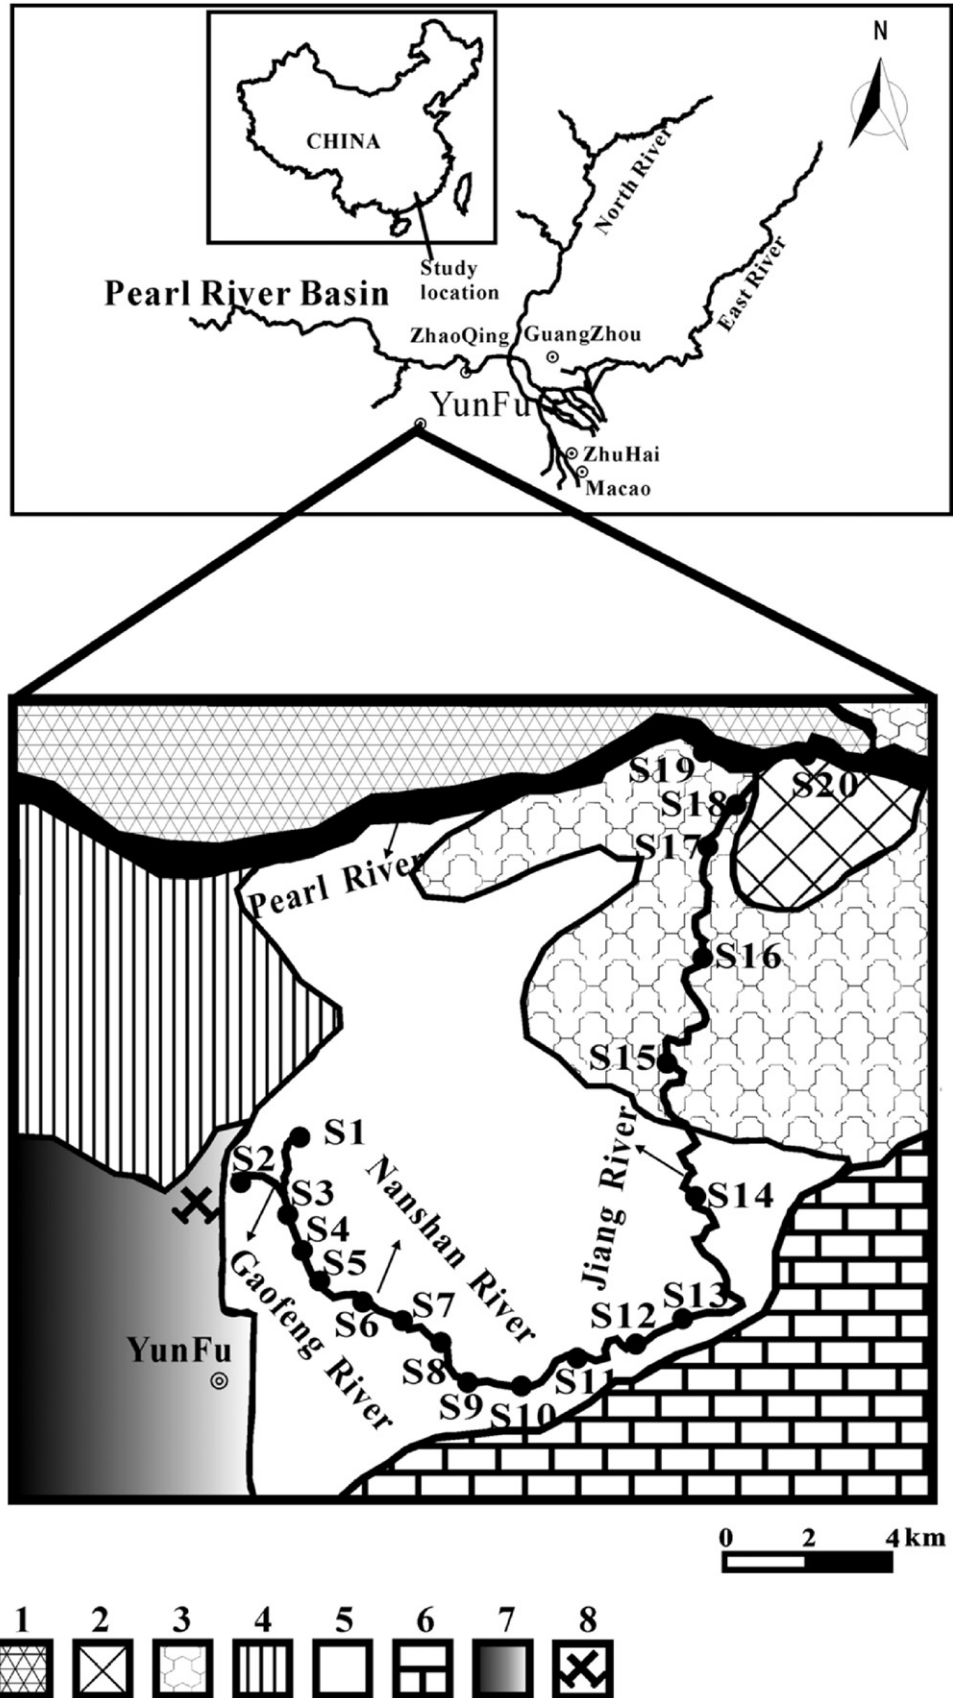 N
CHINA
North River
East River
Study
location
Pearl River Basin
ZhaoQing
GuangZhou
YunFu
ZhuHai
Macao
S19
S20
S18
S17
Pearl River
S16
S15
S1
S2
Nanshan River
Jiang River
S14
S3
S4
S5
Gaofeng River
S6
S7
S13
S12
YunFu
S8
S11
S9
S10
0 2 4 km
1 2 3 4 5 6 7 8